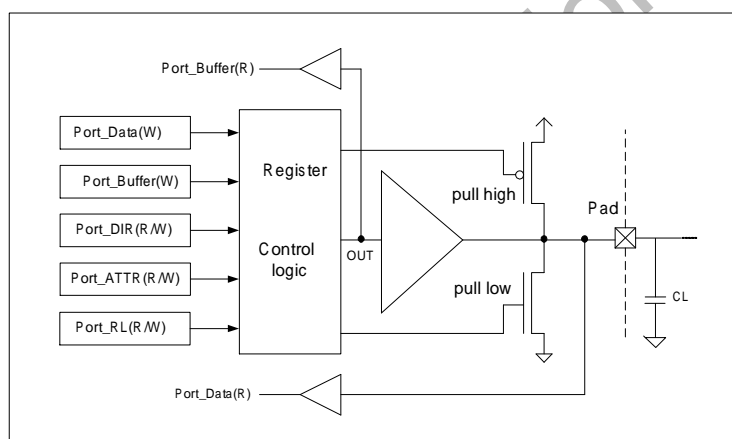 Port_Buffer(R)
Port_Data(W)
Port_Buffer(W)
Port_DIR(R/W)
Port_ATTR(R/W)
Port_RL(R/W)
Register
Control
logic
OUT
pull high
pull low
Pad
CL
Port_Data(R)